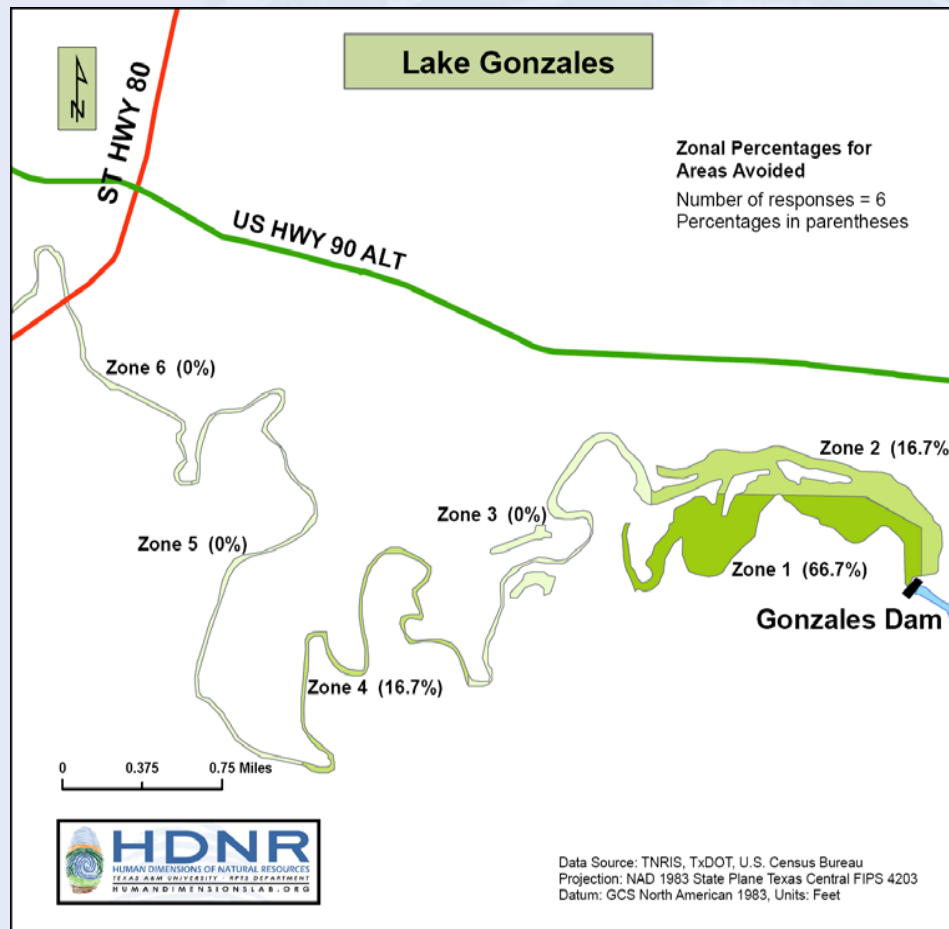 Lake Gonzales
N
ST HWY 80
Zonal Percentages for
Areas Avoided
Number of responses = 6
Percentages in parentheses
US HWY 90 ALT
Zone 6 (0%)
Zone 2 (16.7%
Zone 3 (0%)
Zone 5 (0%)
Zone 1 (66.7%)
Gonzales Dam
Zone 4 (16.7%)
0 0.375 0.75 Miles
HDNR
HUMAN DIMENSIONS OF NATURAL RESOURCES
TEXAS A&M UNIVERSITY - RPTS DEPARTMENT
HUMANDIMENSIONSLAB.ORG
Data Source: TNRIS, TxDOT, U.S. Census Bureau
Projection: NAD 1983 State Plane Texas Central FIPS 4203
Datum: GCS North American 1983, Units: Feet